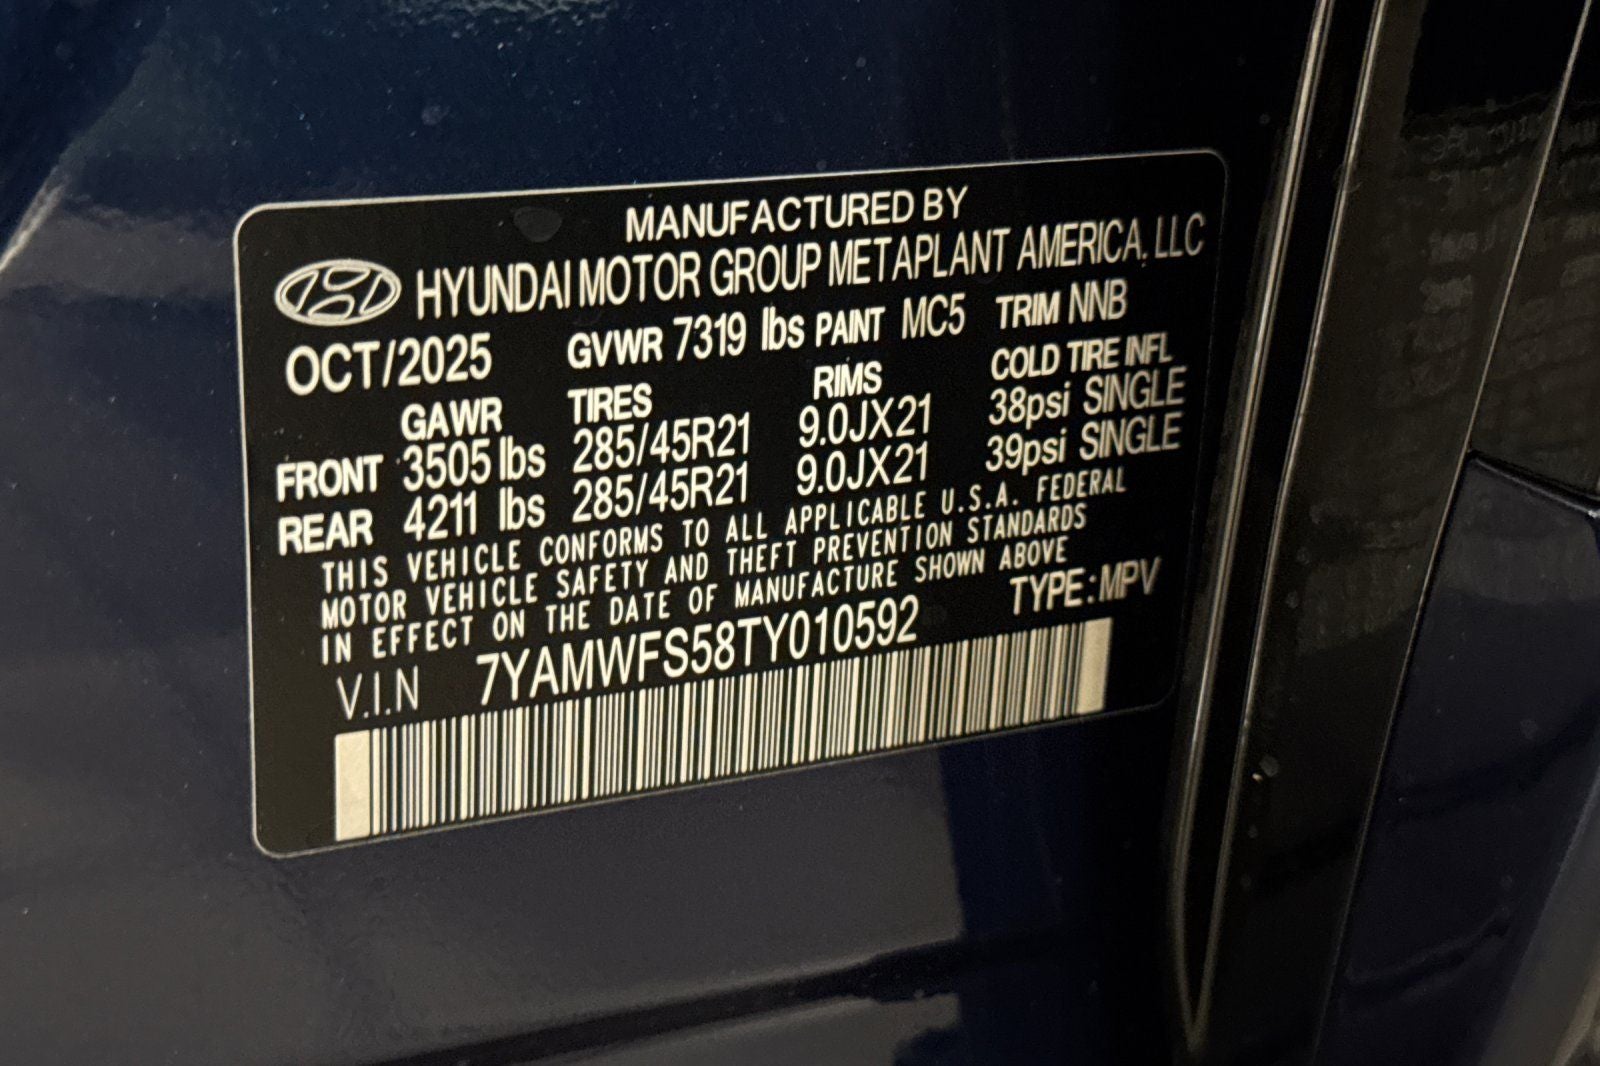 MANUFACTURED BY
HYUNDAI MOTOR GROUP METAPLANT AMERICA, LLC
OCT/2025 GVWR 7319 lbs PAINT MC5 TRIM NNB
GAWR TIRES RIMS COLD TIRE INFL
FRONT 3505 lbs 285/45R21 9.0JX21 38psi SINGLE
REAR 4211 lbs 285/45R21 9.0JX21 39psi SINGLE
THIS VEHICLE CONFORMS TO ALL APPLICABLE U.S.A. FEDERAL
MOTOR VEHICLE SAFETY AND THEFT PREVENTION STANDARDS
IN EFFECT ON THE DATE OF MANUFACTURE SHOWN ABOVE
V.I.N 7YAMWFS58TY010592 TYPE:MPV